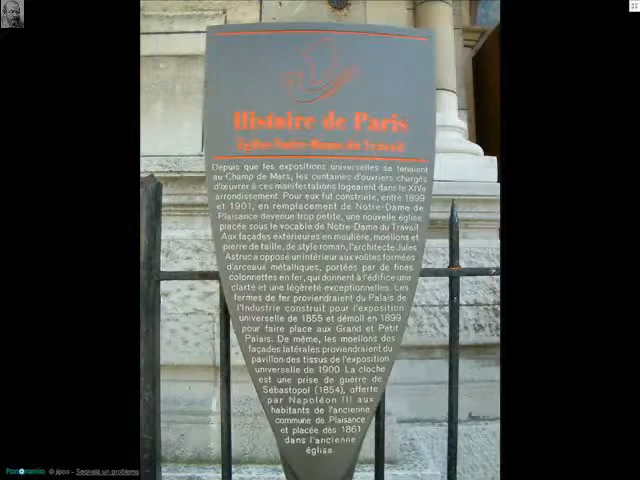 Histoire de Paris
Eglise Notre-Dame du Travail
Depuis que les expositions universelles se tenaient
au Champ de Mars, les centaines d'ouvriers chargés
d'œuvrer à ces manifestations logeaient dans le XIVe
arrondissement. Pour eux fut construite, entre 1899
et 1901, en remplacement de Notre-Dame de
Plaisance devenue trop petite, une nouvelle église
placée sous le vocable de Notre-Dame du Travail.
Aux façades extérieures en meulière, moellons et
pierre de taille, de style roman, l'architecte Jules
Astruc a opposé un intérieur aux voûtes formées
d'arceaux métalliques, portées par de fines
colonnettes en fer, qui donnent à l'édifice une
clarté et une légèreté exceptionnelles. Les
fermes de fer proviendraient du Palais de
l'Industrie construit pour l'exposition
universelle de 1855 et démoli en 1899
pour faire place aux Grand et Petit
Palais. De même, les moellons des
façades latérales proviendraient du
pavillon des tissus de l'exposition
universelle de 1900. La cloche
est une prise de guerre de
Sébastopol (1854), offerte
par Napoléon III aux
habitants de l'ancienne
commune de Plaisance
et placée dès 1861
dans l'ancienne
église.
Panoramio © jppo - Segnala un problema